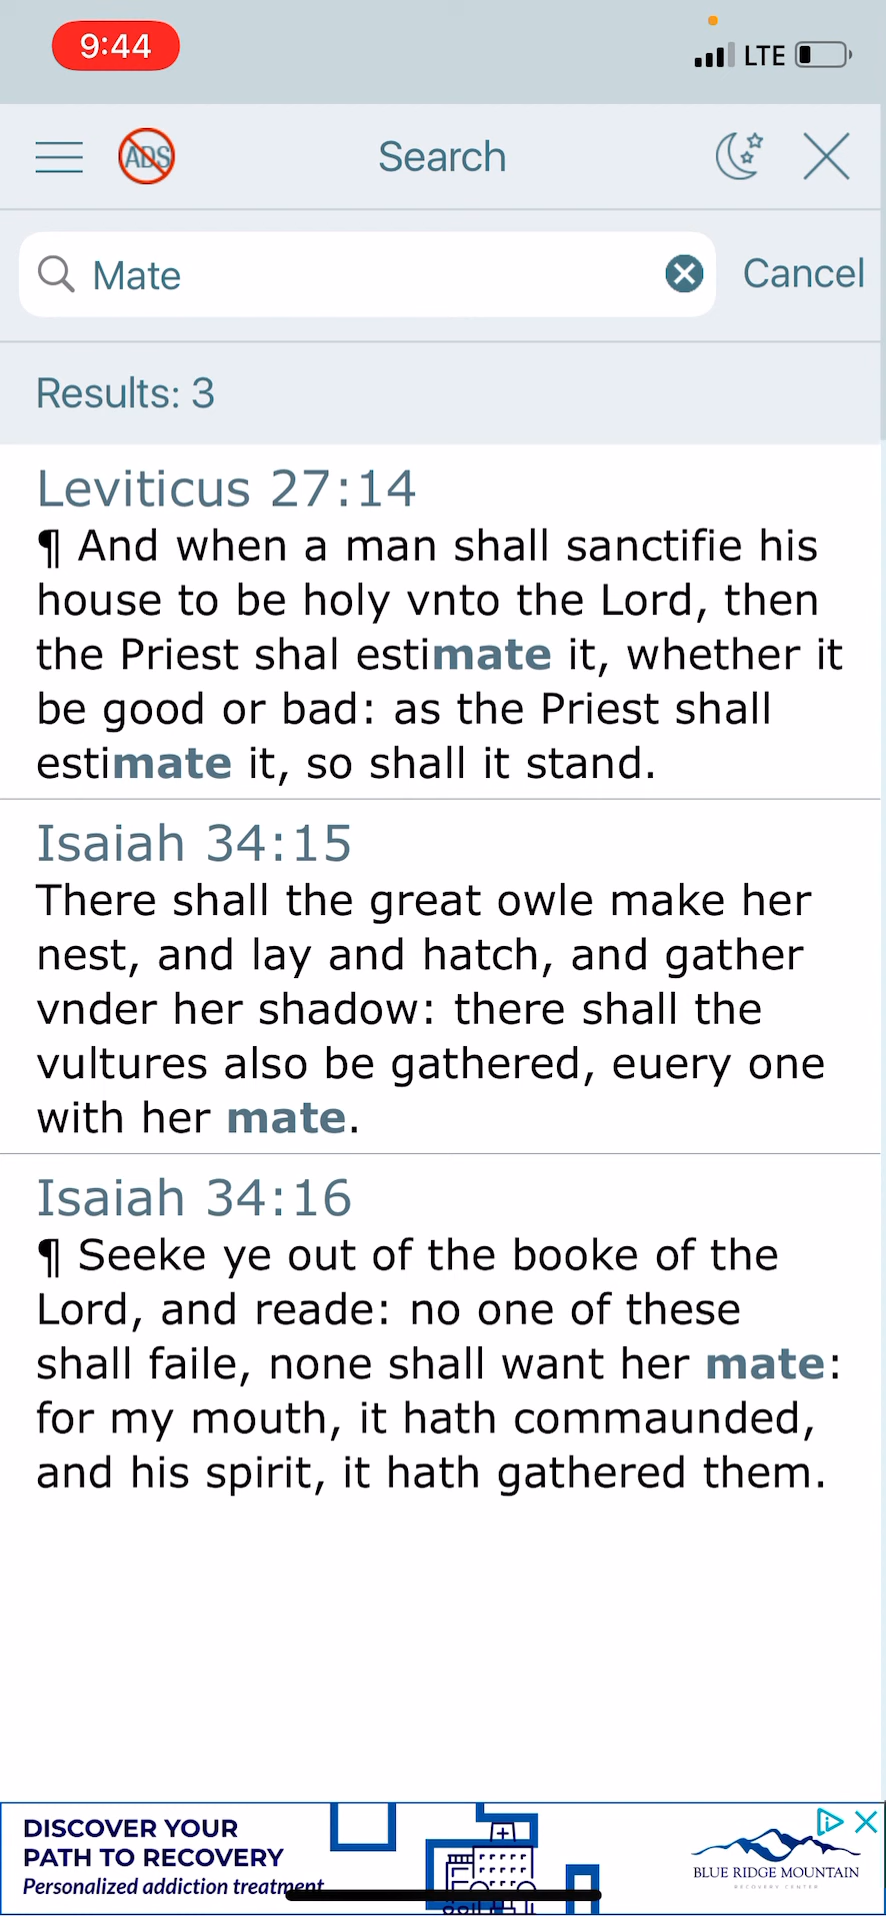 9:44
LTE
ADS
Search
Mate
Cancel
Results: 3
Leviticus 27:14
¶ And when a man shall sanctifie his
house to be holy vnto the Lord, then
the Priest shal estimate it, whether it
be good or bad: as the Priest shall
estimate it, so shall it stand.
Isaiah 34:15
There shall the great owle make her
nest, and lay and hatch, and gather
vnder her shadow: there shall the
vultures also be gathered, euery one
with her mate.
Isaiah 34:16
¶ Seeke ye out of the booke of the
Lord, and reade: no one of these
shall faile, none shall want her mate:
for my mouth, it hath commaunded,
and his spirit, it hath gathered them.
DISCOVER YOUR
PATH TO RECOVERY
Personalized addiction treatment
BLUE RIDGE MOUNTAIN
RECOVERY CENTER